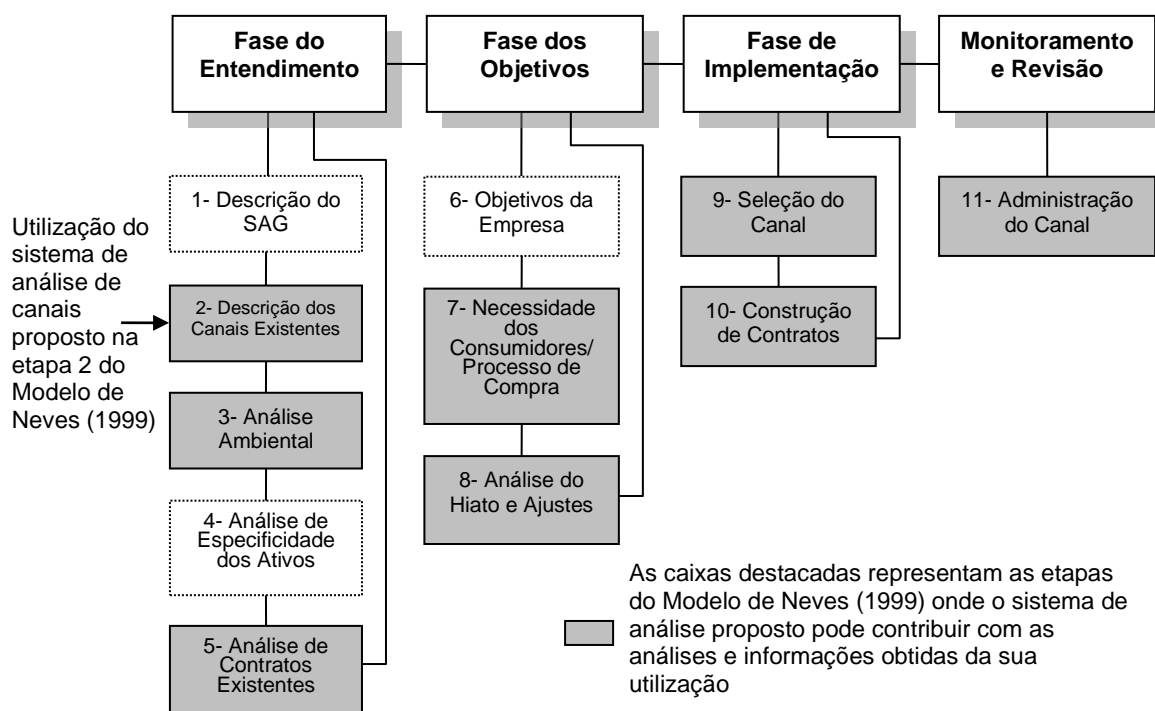 Fase do
Entendimento
Fase dos
Objetivos
Fase de
Implementação
Monitoramento
e Revisão
Utilização do
sistema de
análise de
canais
proposto na
etapa 2 do
Modelo de
Neves (1999)
1- Descrição do
SAG
2- Descrição dos
Canais Existentes
3- Análise
Ambiental
4- Análise de
Especificidade
dos Ativos
5- Análise de
Contratos
Existentes
6- Objetivos da
Empresa
7- Necessidade
dos
Consumidores/
Processo de
Compra
8- Análise do
Hiato e Ajustes
9- Seleção do
Canal
10- Construção
de Contratos
11- Administração
do Canal
As caixas destacadas representam as etapas
do Modelo de Neves (1999) onde o sistema de
análise proposto pode contribuir com as
análises e informações obtidas da sua
utilização